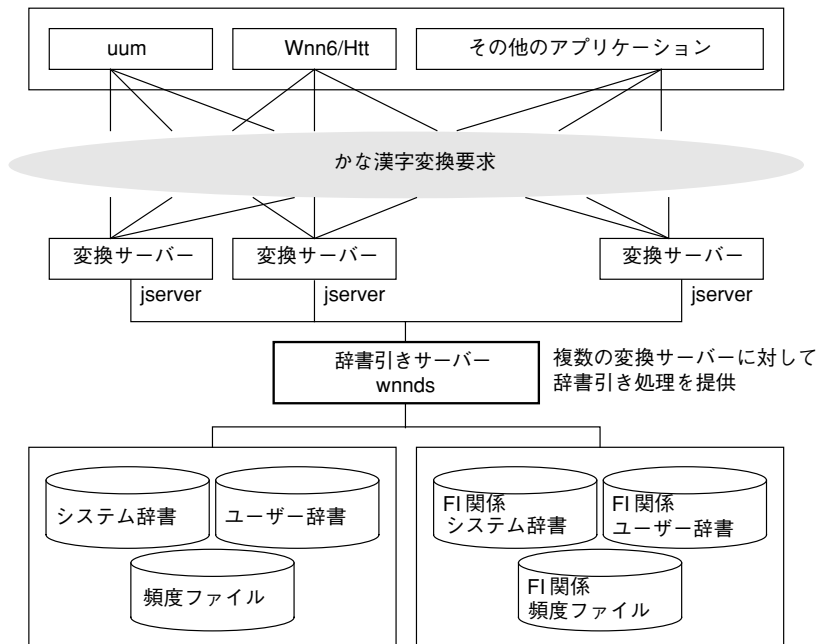 uum
Wnn6/Htt
その他のアプリケーション
かな漢字変換要求
変換サーバー
変換サーバー
変換サーバー
jserver
jserver
jserver
辞書引きサーバー
wnnds
複数の変換サーバーに対して
辞書引き処理を提供
システム辞書
ユーザー辞書
頻度ファイル
FI関係
システム辞書
FI関係
ユーザー辞書
FI関係
頻度ファイル